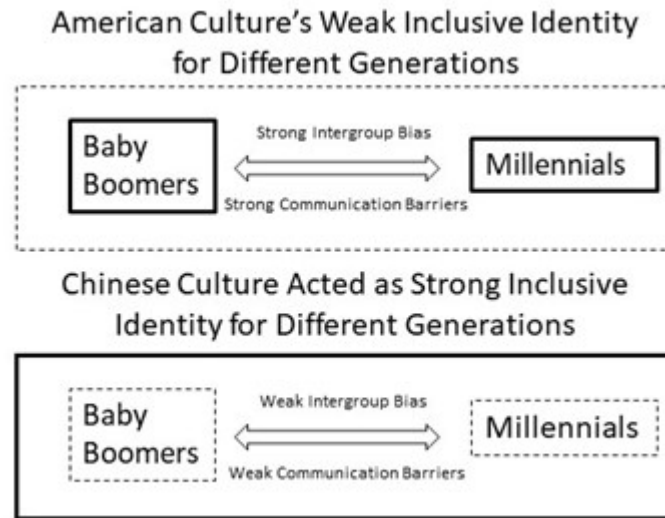 American Culture's Weak Inclusive Identity
for Different Generations
Baby
Boomers
Strong Intergroup Bias
Strong Communication Barriers
Millennials
Chinese Culture Acted as Strong Inclusive
Identity for Different Generations
Baby
Boomers
Weak Intergroup Bias
Weak Communication Barriers
Millennials